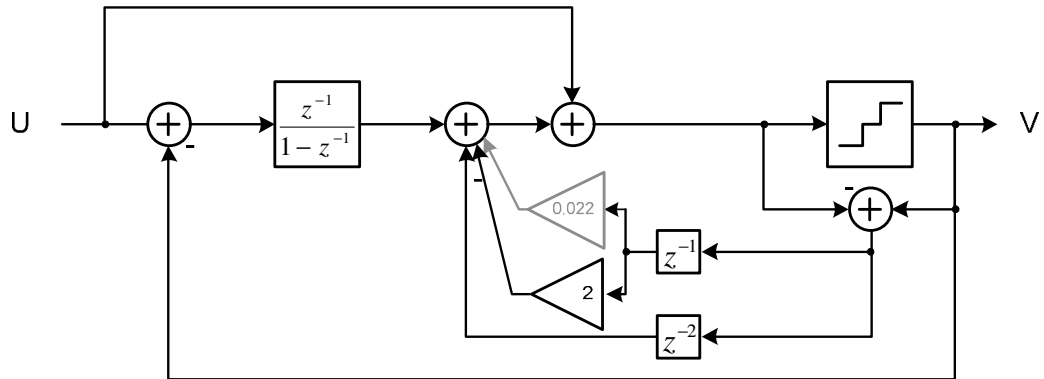 U
+
-
z^{-1}
1 - z^{-1}
+
-
+
V
-
+
0.022
z^{-1}
2
z^{-2}